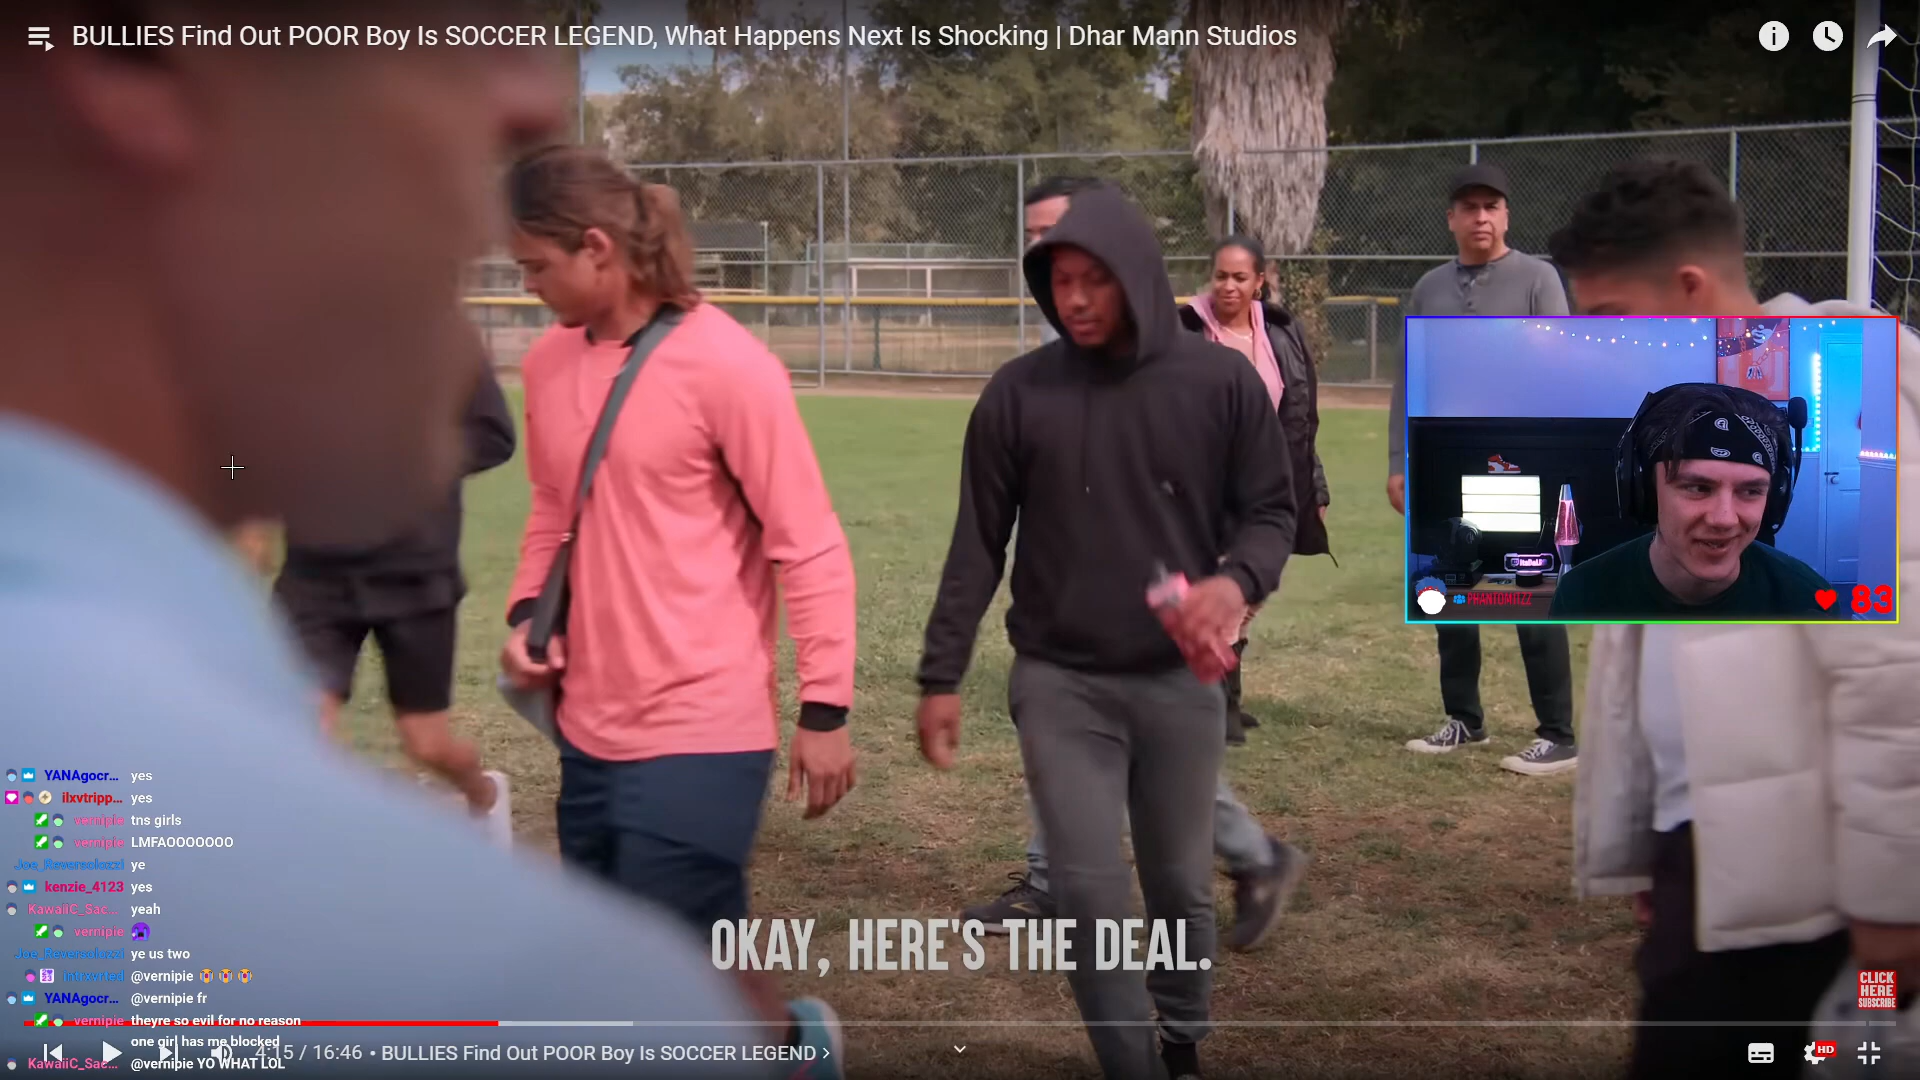 BULLIES Find Out POOR Boy Is SOCCER LEGEND, What Happens Next Is Shocking | Dhar Mann Studios
PHANTOMTIZZ
83
YANAgocr... yes
ilxvtripp... yes
vernipie tns girls
vernipie LMFAOOOOOOO
Joe_Reversolozzi ye
kenzie_4123 yes
KawaiiC_Sac... yeah
vernipie
Joe_Reversolozzi ye us two
intrxvrted @vernipie
YANAgocr... @vernipie fr
vernipie theyre so evil for no reason
one girl has me blocked
KawaiiC_Sac... @vernipie YO WHAT LOL
OKAY, HERE'S THE DEAL.
CLICK
HERE
SUBSCRIBE
4:15 / 16:46 • BULLIES Find Out POOR Boy Is SOCCER LEGEND
HD